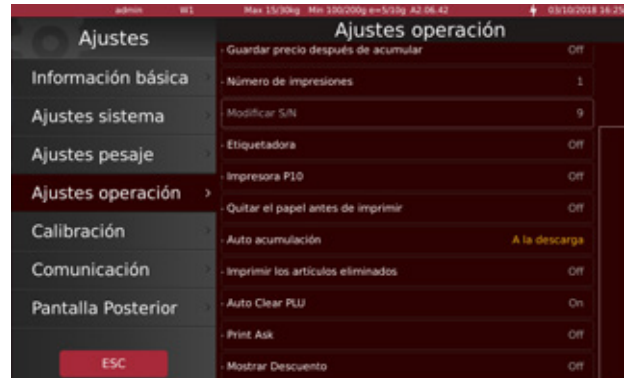 admin W1 Max 15/30kg Min 100/200g e=5/10g A2.06.42 03/10/2018 16:25
Ajustes
Ajustes operación
Información básica
Ajustes sistema
Ajustes pesaje
Ajustes operación
Calibración
Comunicación
Pantalla Posterior
ESC
Guardar precio después de acumular Off
Número de impresiones 1
Modificar S/N 9
Etiquetadora Off
Impresora P10 Off
Quitar el papel antes de imprimir Off
Auto acumulación A la descarga
Imprimir los artículos eliminados Off
Auto Clear PLU On
Print Ask Off
Mostrar Descuento Off